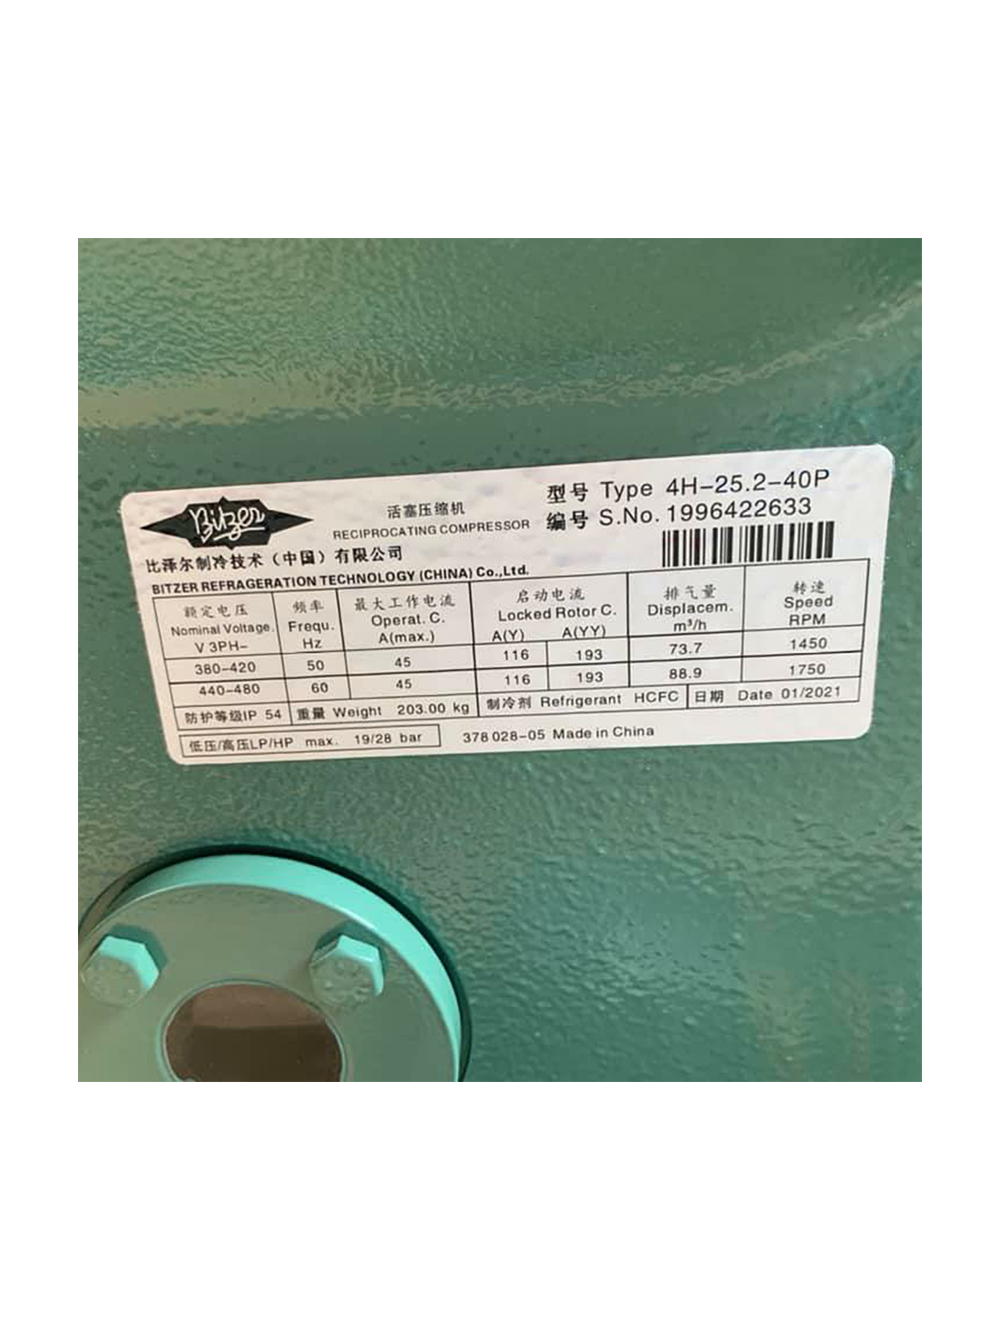 Bitzer
活塞压缩机
RECIPROCATING COMPRESSOR
型号 Type 4H-25.2-40P
编号 S.No. 1996422633
比泽尔制冷技术（中国）有限公司
BITZER REFRAGERATION TECHNOLOGY (CHINA) Co.,Ltd.
额定电压 频率 最大工作电流 启动电流 排气量 转速
Nominal Voltage. Frequ. Operat. C. Locked Rotor C. Displacem. Speed
V 3PH~ Hz A(max.) A(Y) A(YY) m³/h RPM
380-420 50 45 116 193 73.7 1450
440-480 60 45 116 193 88.9 1750
防护等级IP 54 重量 Weight 203.00 kg 制冷剂 Refrigerant HCFC 日期 Date 01/2021
低压/高压LP/HP max. 19/28 bar 378 028-05 Made in China